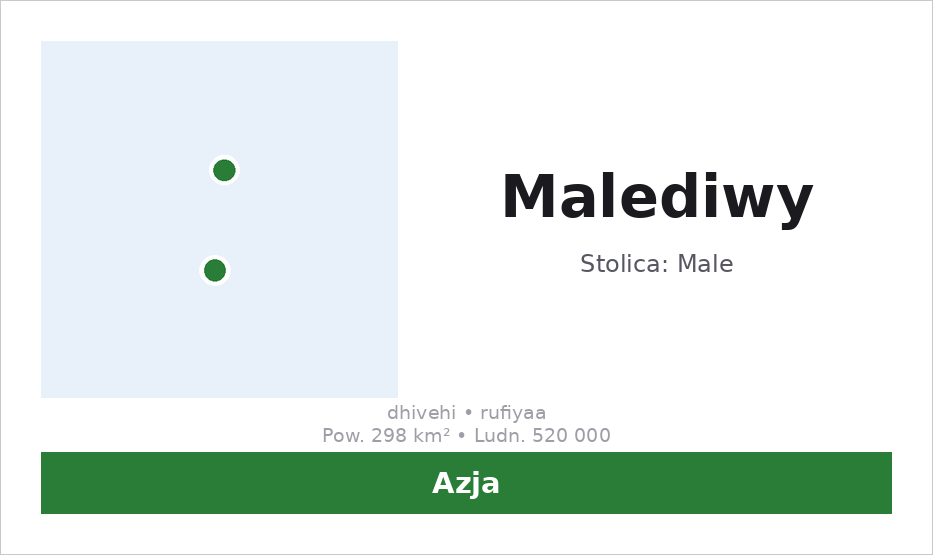 Malediwy
Stolica: Male
dhivehi • rufiyaa
Pow. 298 km² • Ludn. 520 000
Azja